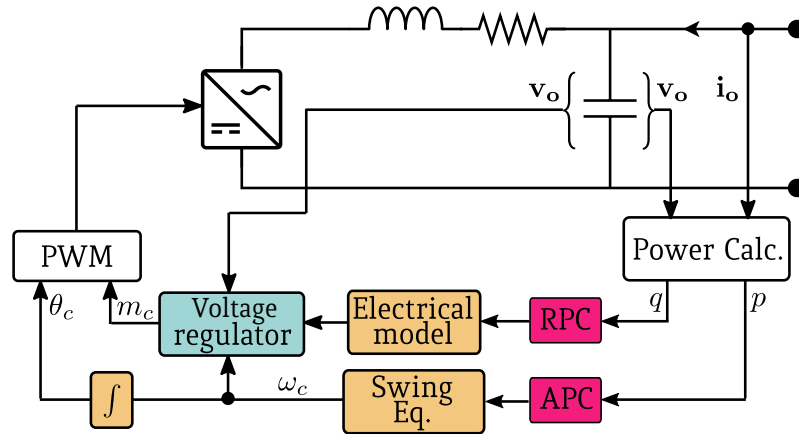 v_o
v_o
i_o
PWM
Power Calc.
θ_c
m_c
Voltage
regulator
Electrical
model
RPC
q
p
∫
ω_c
Swing
Eq.
APC